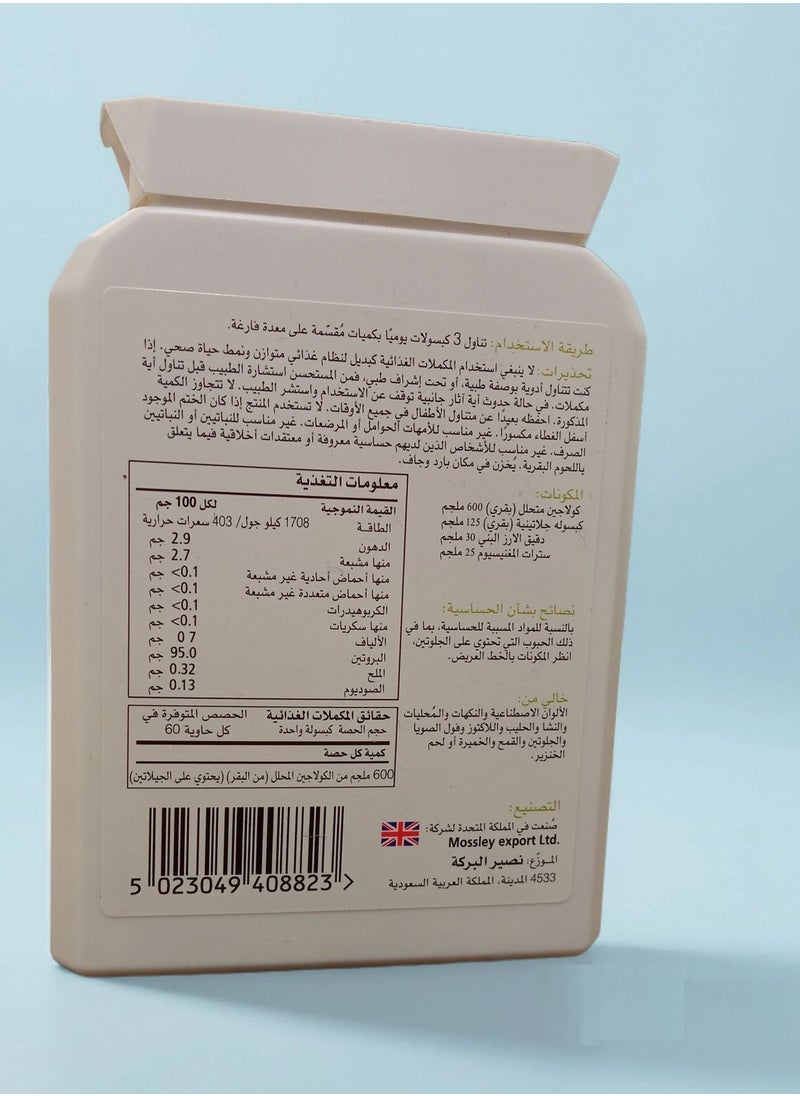 طريقة الاستخدام: تناول 3 كبسولات يوميًا بكميات مُقسّمة على معدة فارغة.
تحذيرات: لا ينبغي استخدام المكملات الغذائية كبديل لنظام غذائي متوازن ونمط حياة صحي. إذا
كنت تتناول أدوية بوصفة طبية، أو تحت إشراف طبي، فمن المستحسن استشارة الطبيب قبل تناول أية
مكملات. في حالة حدوث أية آثار جانبية توقف عن الاستخدام واستشر الطبيب. لا تتجاوز الكمية
المذكورة. احفظه بعيدًا عن متناول الأطفال في جميع الأوقات. لا تستخدم المنتج إذا كان الختم الموجود
أسفل الغطاء مكسورًا. غير مناسب للأمهات الحوامل أو المرضعات. غير مناسب للنباتيين أو النباتيين
الصرف. غير مناسب للأشخاص الذين لديهم حساسية معروفة أو معتقدات أخلاقية فيما يتعلق
باللحوم البقرية. يُخزن في مكان بارد وجاف.
المكونات:
كولاجين متحلل (بقري) 600 ملجم
كبسوله جلاتينية (بقري) 125 ملجم
دقيق الارز البني 30 ملجم
سترات المغنيسيوم 25 ملجم
نصائح بشأن الحساسية:
بالنسبة للمواد المسببة للحساسية، بما في
ذلك الحبوب التي تحتوي على الجلوتين،
انظر المكونات بالخط العريض.
خالي من:
الألوان الاصطناعية والنكهات والمُحليات
والنشا والحليب واللاكتوز وفول الصويا
والجلوتين والقمح والخميرة أو لحم
الخنزير.
التصنيع:
صُنعت في المملكة المتحدة لشركة:
Mossley export Ltd.
المـوزّع: نصير البركة
4533 المدينة، المملكة العربية السعودية
معلومات التغذية
القيمة النموجية لكل 100 جم
الطاقـة 1708 كيلو جول/ 403 سعرات حرارية
الدهون 2.9 جم
منها مشبعة 2.7 جم
منها أحماض أحادية غير مشبعة <0.1 جم
منها أحماض متعددة غير مشبعة <0.1 جم
الكربوهيدرات <0.1 جم
منها سكريات <0.1 جم
الألياف 0 7 جم
البروتين 95.0 جم
الملح 0.32 جم
الصوديوم 0.13 جم
حقائق المكملات الغذائية الحصص المتوفرة في
حجم الحصة كبسولة واحدة كل حاوية 60
كمية كل حصة
600 ملجم من الكولاجين المحلل (من البقر) (يحتوي على الجيلاتين)
5 023049 408823 >